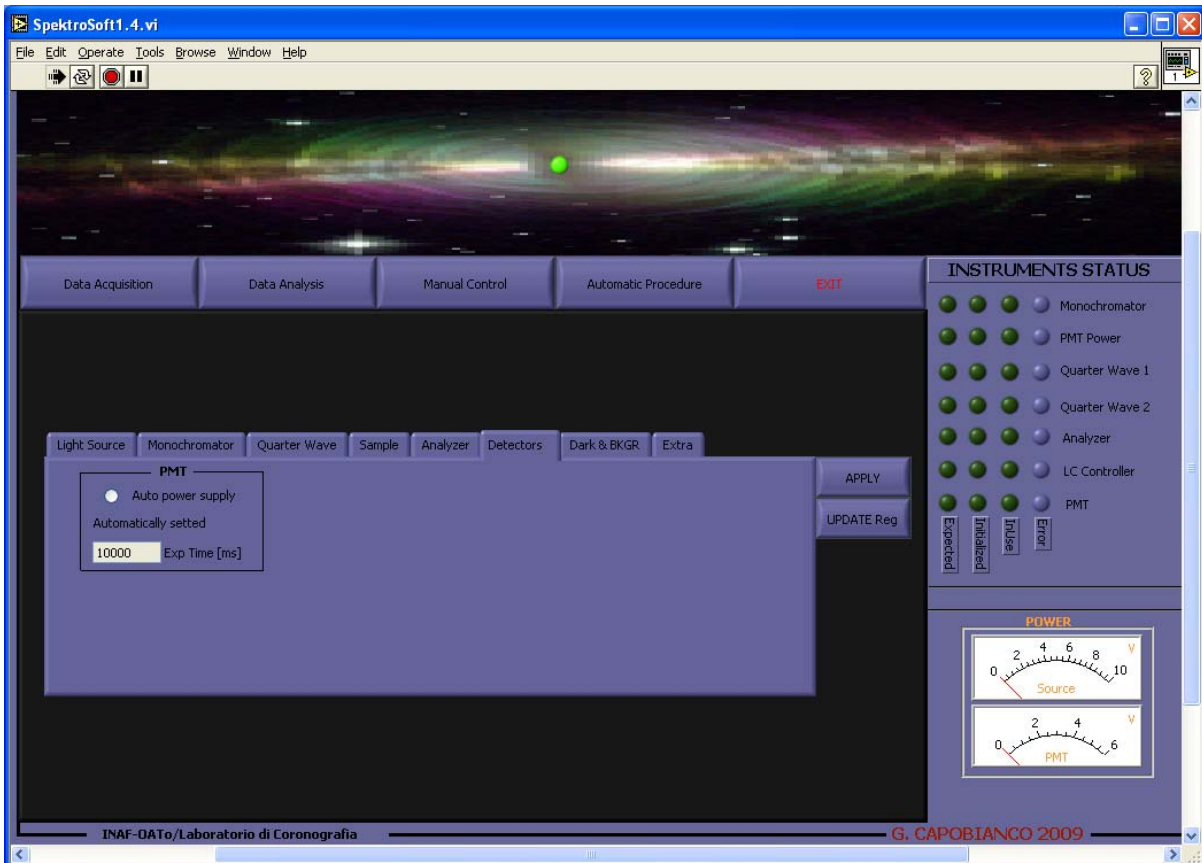 SpektroSoft1.4.vi
File Edit Operate Tools Browse Window Help
1
Data Acquisition Data Analysis Manual Control Automatic Procedure EXIT
INSTRUMENTS STATUS
Monochromator
PMT Power
Quarter Wave 1
Quarter Wave 2
Analyzer
LC Controller
PMT
Expected Initialized InUse Error
Light Source Monochromator Quarter Wave Sample Analyzer Detectors Dark & BKGR Extra
PMT
Auto power supply
Automatically setted
10000 Exp Time [ms]
APPLY
UPDATE Reg
POWER
0 2 4 6 8 10 V
Source
0 2 4 6 V
PMT
INAF-OATo/Laboratorio di Coronografia
G. CAPOBIANCO 2009